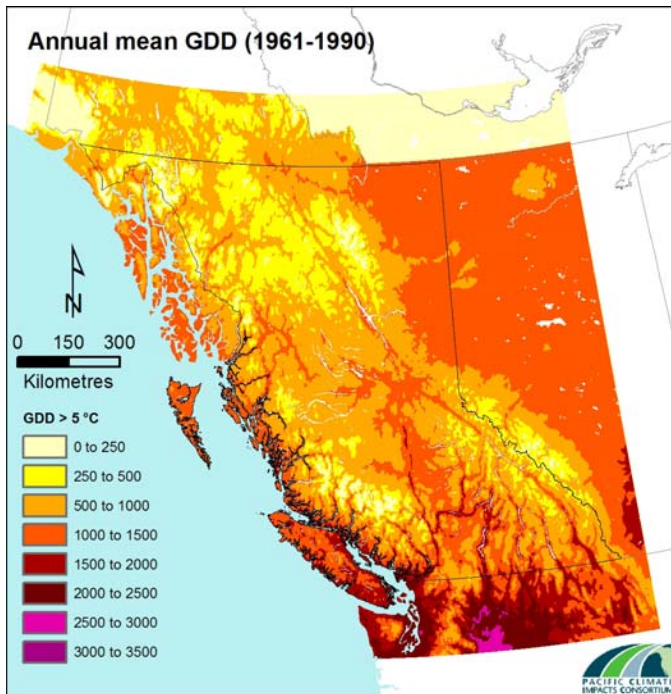 Annual mean GDD (1961-1990)
N
0 150 300
Kilometres
GDD > 5 °C
0 to 250
250 to 500
500 to 1000
1000 to 1500
1500 to 2000
2000 to 2500
2500 to 3000
3000 to 3500
PACIFIC CLIMATE
IMPACTS CONSORTIUM